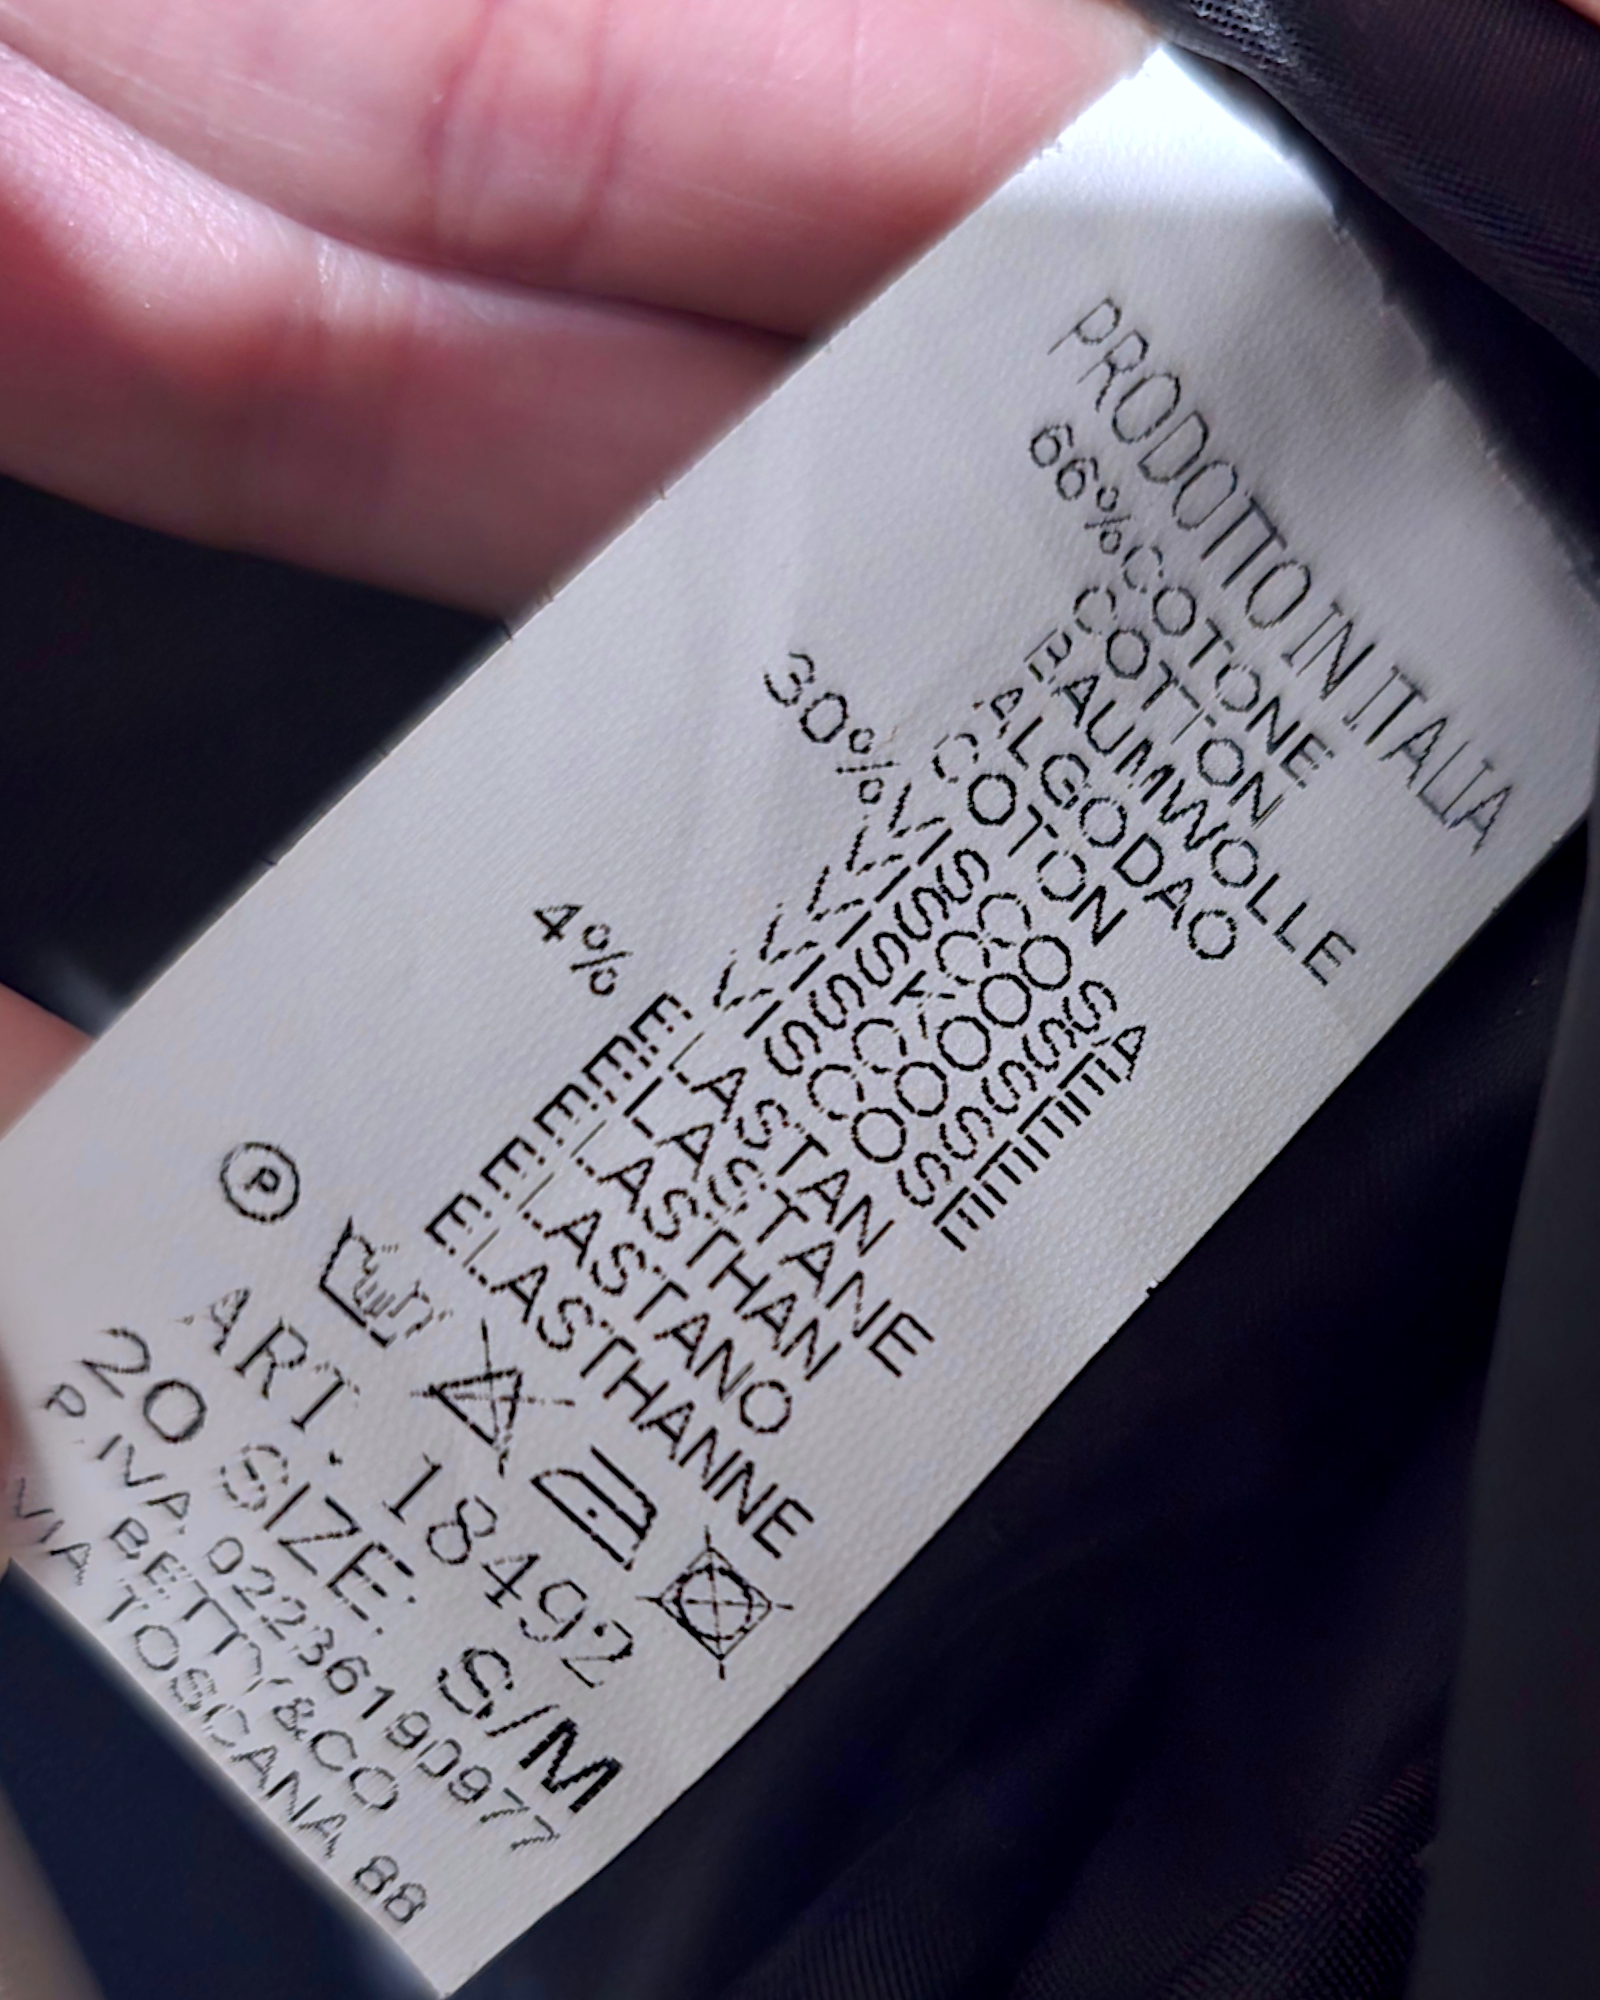 PRODOTTO IN ITALIA
66%COTONE
COTTON
BAUMWOLLE
ALGODAO
COTON
30%VISCOSA
VISCOSE
VISKOSE
VISCOSE
VISCOSE
4% ELASTAN
ELASTANE
ELASTHAN
ELASTANO
ELASTHANNE
P
ART. 18492
20 SIZE: S/M
P.IVA 02236190977
BETTY&CO
VIA TOSCANA 88